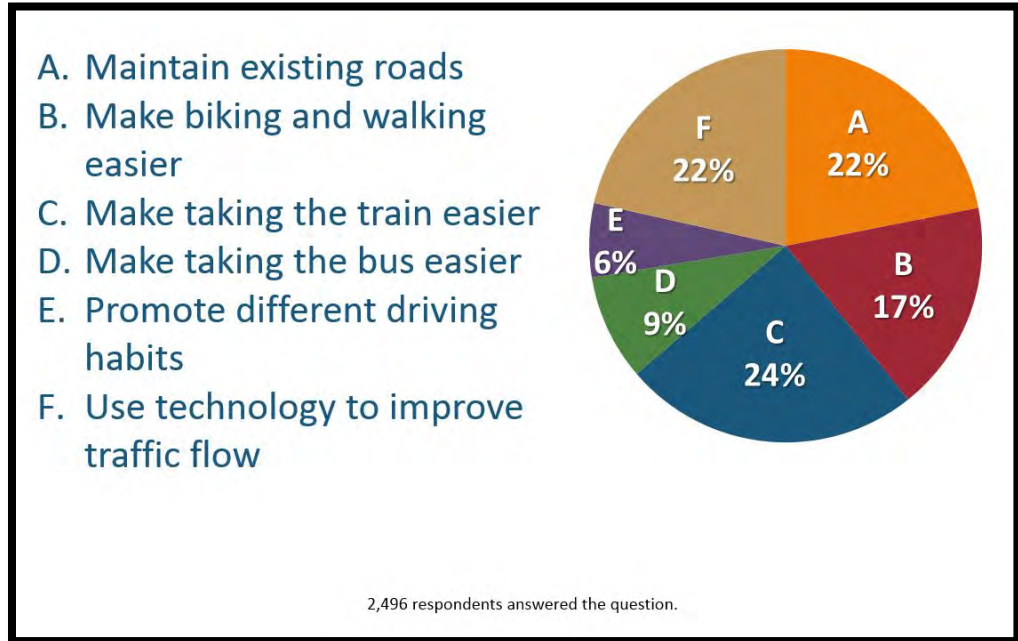 A. Maintain existing roads
B. Make biking and walking
easier
C. Make taking the train easier
D. Make taking the bus easier
E. Promote different driving
habits
F. Use technology to improve
traffic flow
F
22%
A
22%
E
6%
B
17%
D
9%
C
24%
2,496 respondents answered the question.